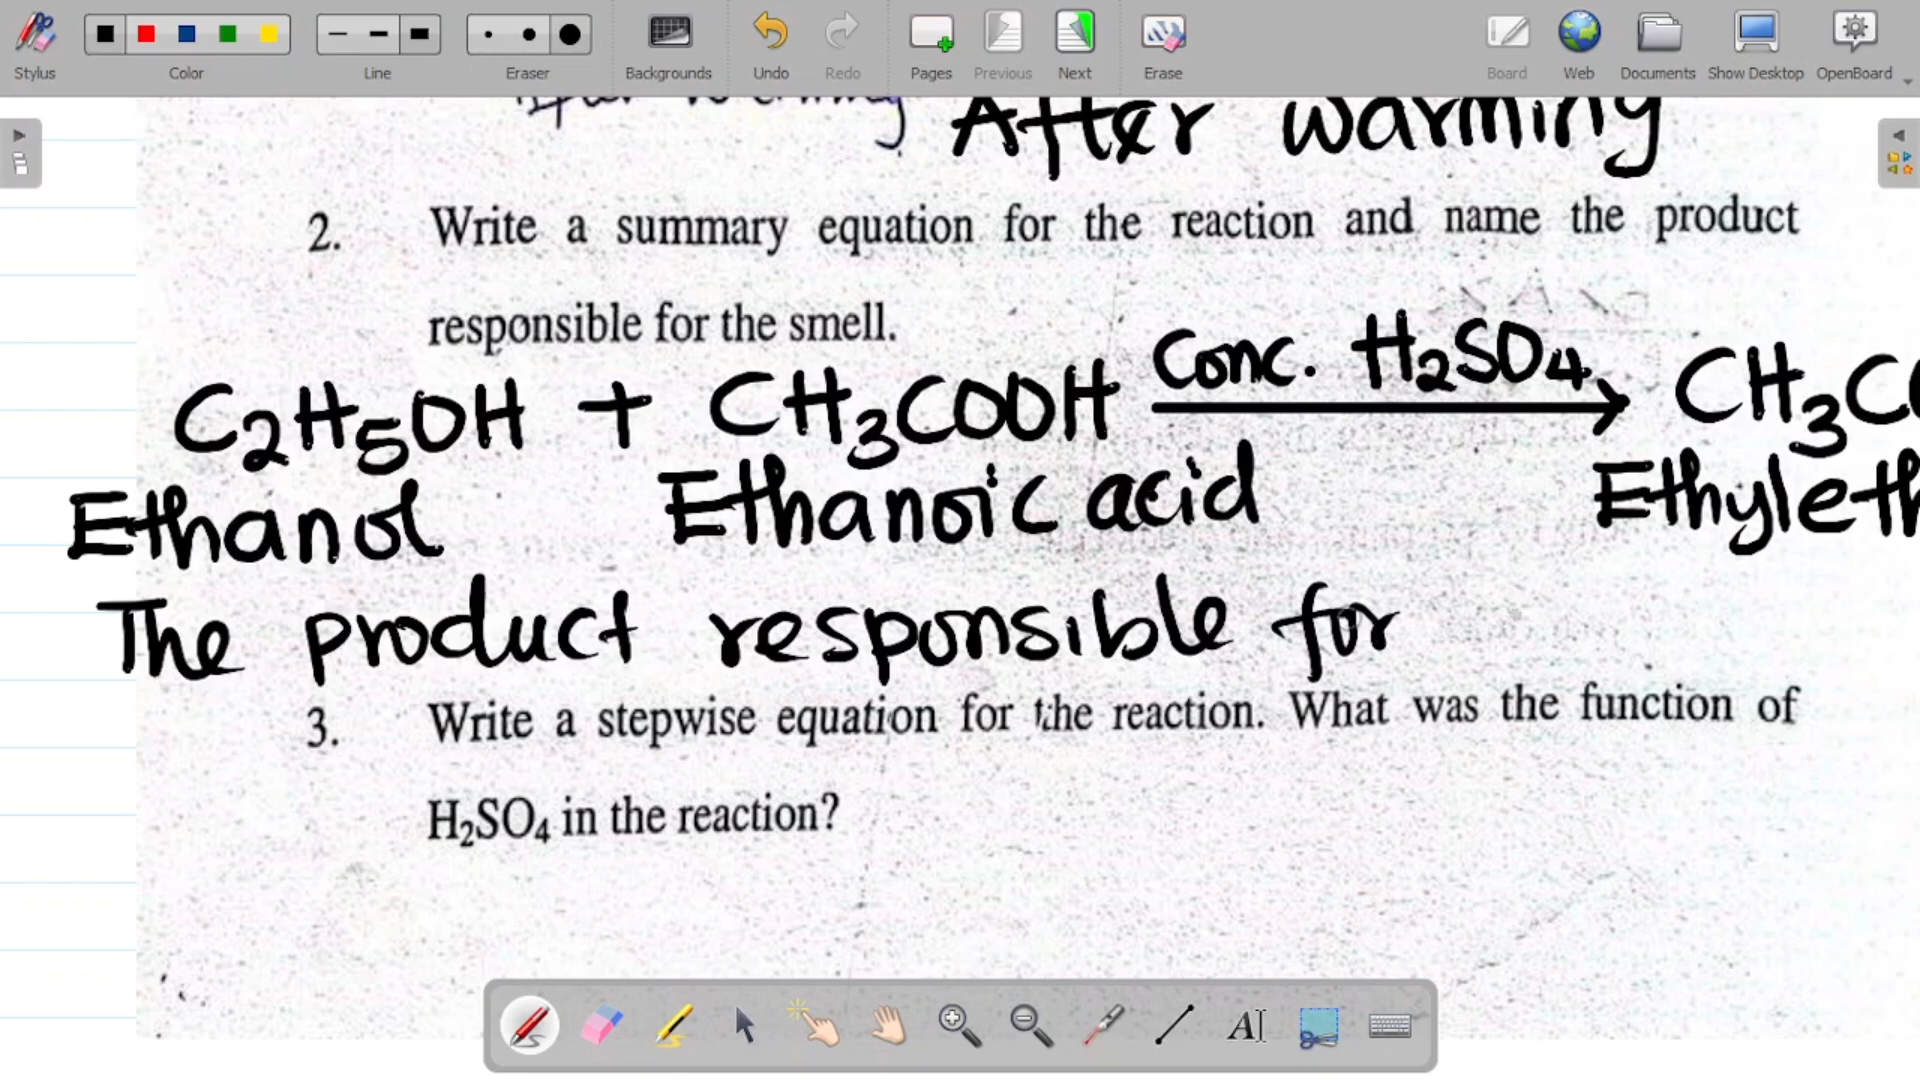 Stylus Color Line Eraser Backgrounds Undo Redo Pages Previous Next Erase Board Web Documents Show Desktop OpenBoard
After warming
2. Write a summary equation for the reaction and name the product
responsible for the smell.
Conc. H₂SO₄
C₂H₅OH + CH₃COOH → CH₃C
Ethanol Ethanoic acid Ethyleth
The product responsible for
3. Write a stepwise equation for the reaction. What was the function of
H₂SO₄ in the reaction?